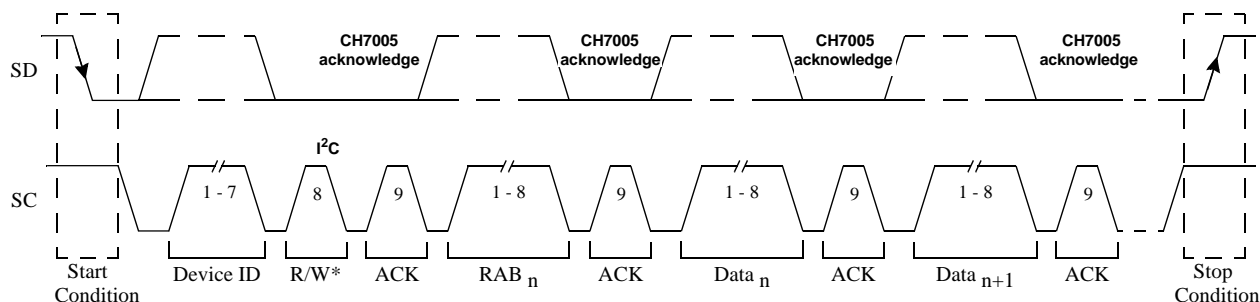 SD
CH7005
acknowledge
CH7005
acknowledge
CH7005
acknowledge
CH7005
acknowledge
I²C
SC
1 - 7
8
9
1 - 8
9
1 - 8
9
1 - 8
9
Start
Condition
Device ID
R/W*
ACK
RAB n
ACK
Data n
ACK
Data n+1
ACK
Stop
Condition